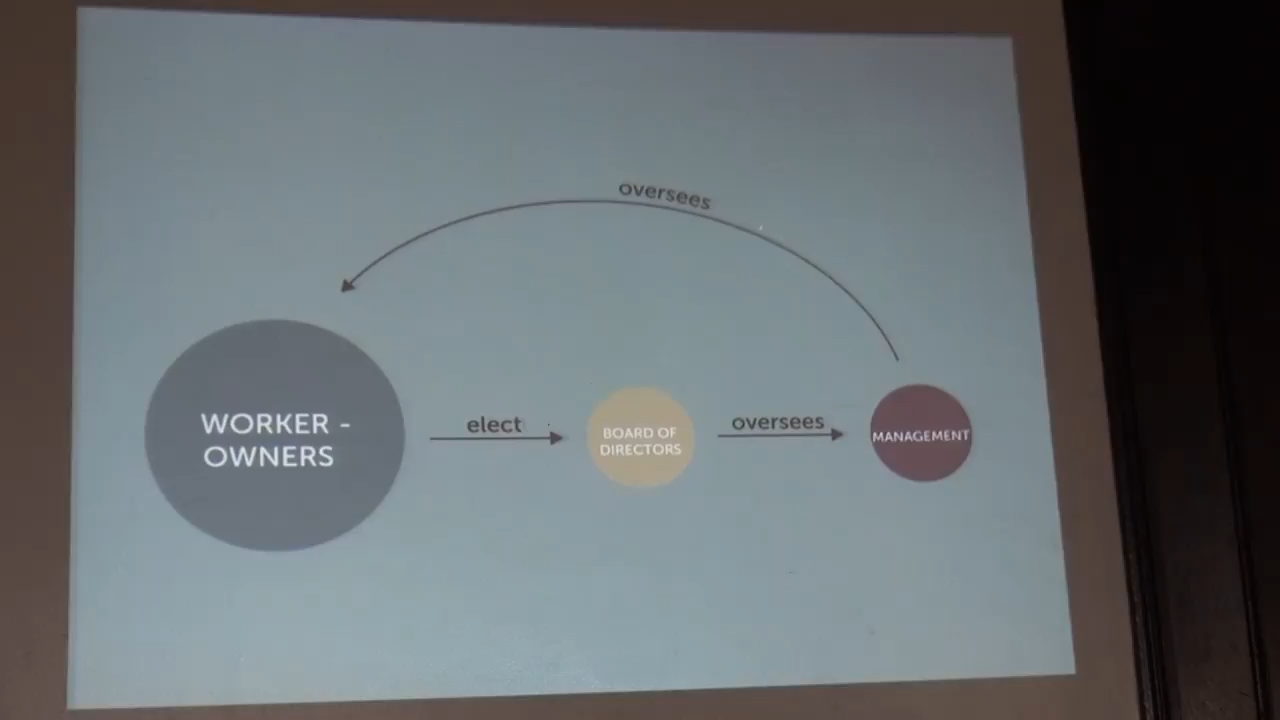 oversees
WORKER -
OWNERS
elect
BOARD OF
DIRECTORS
oversees
MANAGEMENT